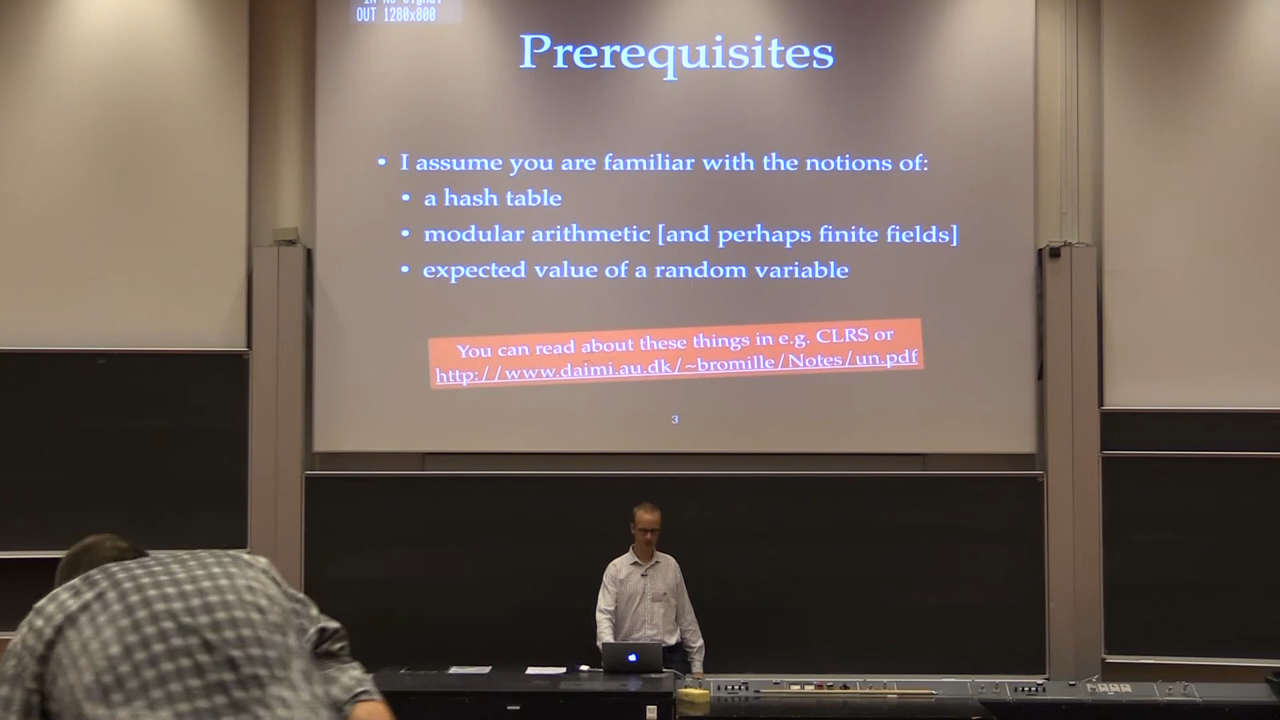 OUT 1280x800
Prerequisites
• I assume you are familiar with the notions of:
• a hash table
• modular arithmetic [and perhaps finite fields]
• expected value of a random variable
You can read about these things in e.g. CLRS or
http://www.daimi.au.dk/~bromille/Notes/un.pdf
3